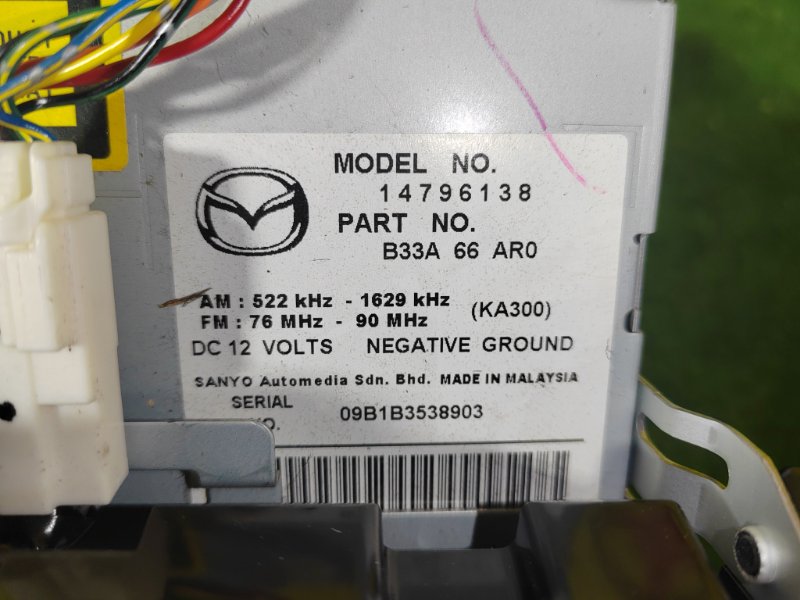 MODEL NO.
14796138
PART NO.
B33A 66 AR0
AM : 522 kHz - 1629 kHz
FM : 76 MHz - 90 MHz
(KA300)
DC 12 VOLTS NEGATIVE GROUND
SANYO Automedia Sdn. Bhd. MADE IN MALAYSIA
SERIAL
09B1B3538903